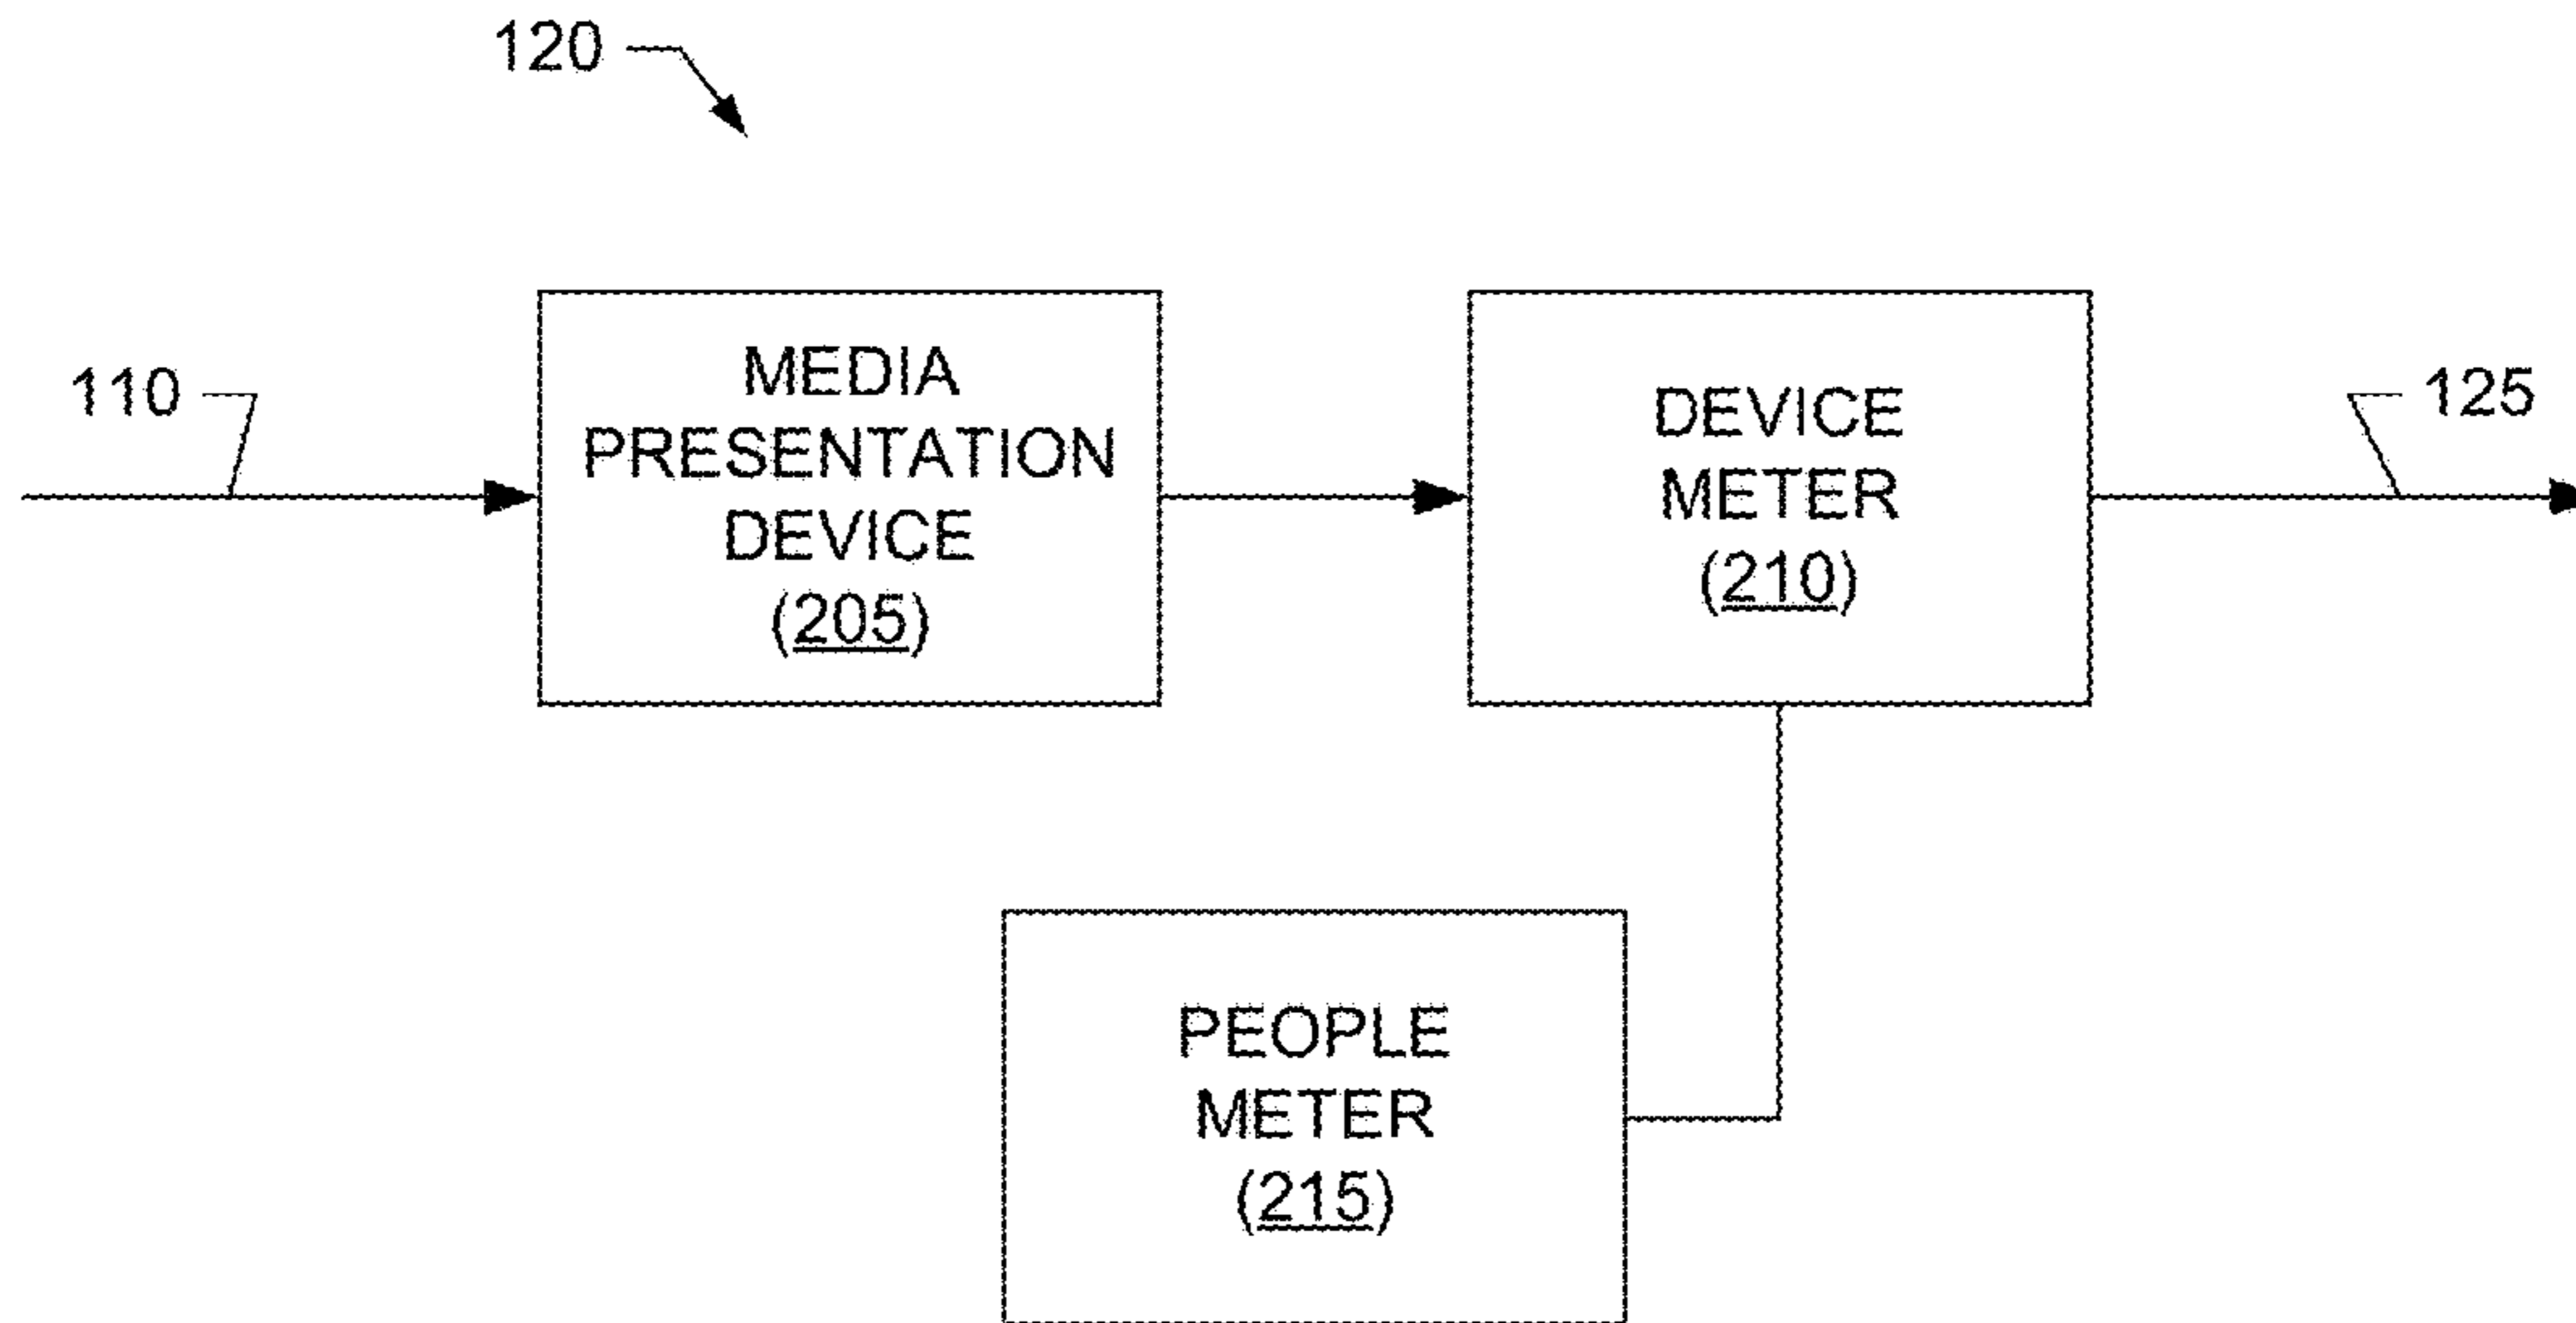 120
110
MEDIA
PRESENTATION
DEVICE
(205)
DEVICE
METER
(210)
125
PEOPLE
METER
(215)